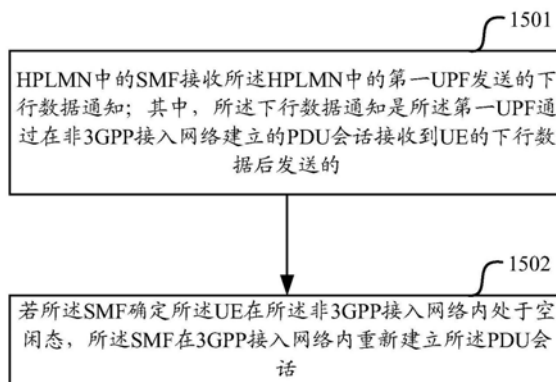 1501
HPLMN中的SMF接收所述HPLMN中的第一UPF发送的下
行数据通知；其中，所述下行数据通知是所述第一UPF通
过在非3GPP接入网络建立的PDU会话接收到UE的下行数
据后发送的
1502
若所述SMF确定所述UE在所述非3GPP接入网络内处于空
闲态，所述SMF在3GPP接入网络内重新建立所述PDU会
话